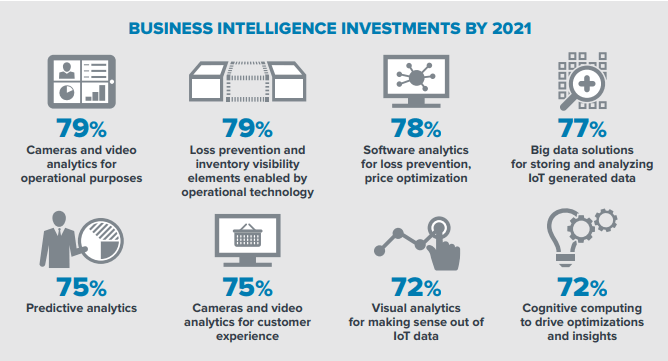 BUSINESS INTELLIGENCE INVESTMENTS BY 2021
79%
Cameras and video
analytics for
operational purposes
79%
Loss prevention and
inventory visibility
elements enabled by
operational technology
78%
Software analytics
for loss prevention,
price optimization
77%
Big data solutions
for storing and analyzing
IoT generated data
75%
Predictive analytics
75%
Cameras and video
analytics for customer
experience
72%
Visual analytics
for making sense out of
IoT data
72%
Cognitive computing
to drive optimizations
and insights